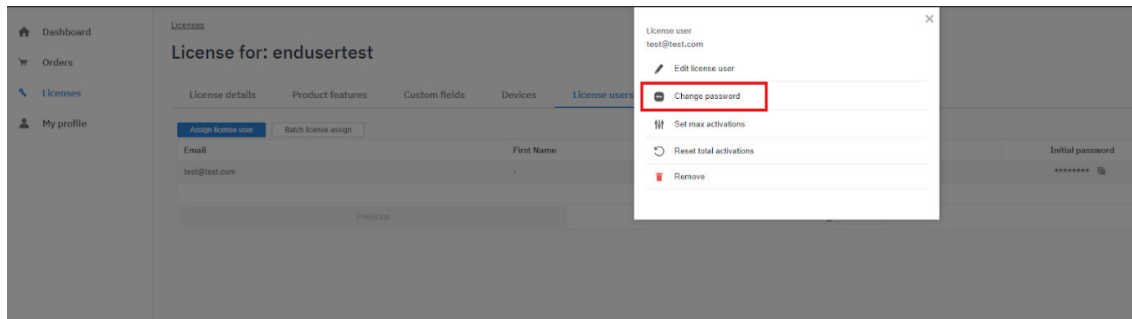 Dashboard
Orders
Licenses
My profile
Licenses
License for: endusertest
License details Product features Custom fields Devices License users
Assign license user Batch license assign
Email First Name Initial password
test@test.com - ********
Previous
License user
test@test.com
Edit license user
Change password
Set max activations
Reset total activations
Remove